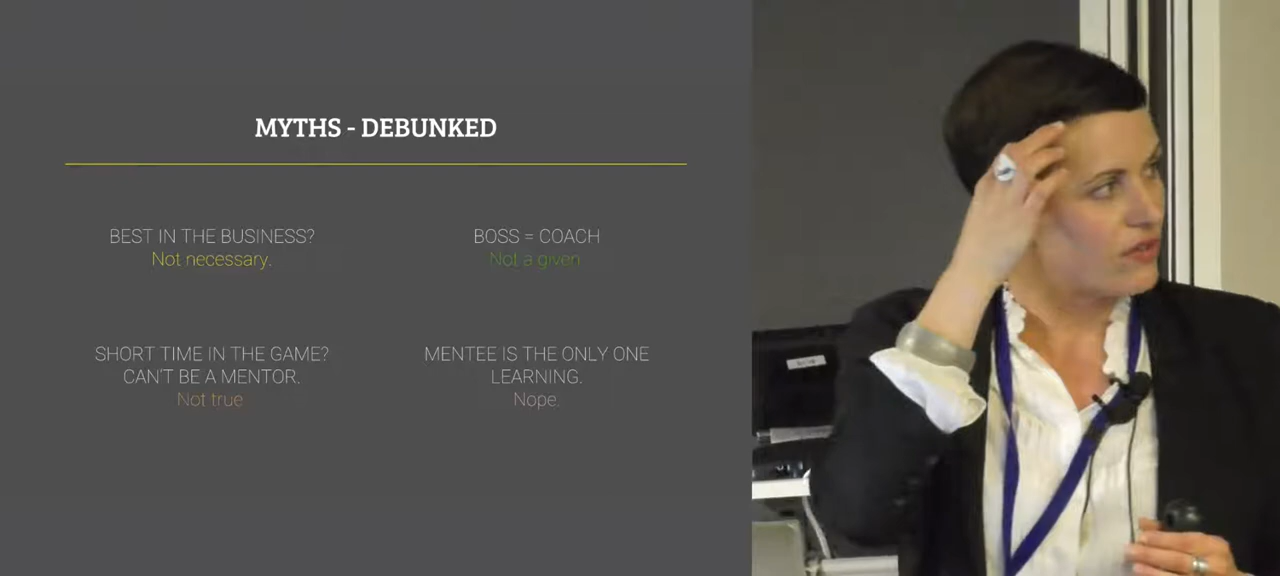 MYTHS - DEBUNKED
BEST IN THE BUSINESS?
Not necessary.
BOSS = COACH
Not a given
SHORT TIME IN THE GAME?
CAN'T BE A MENTOR.
Not true
MENTEE IS THE ONLY ONE
LEARNING.
Nope.